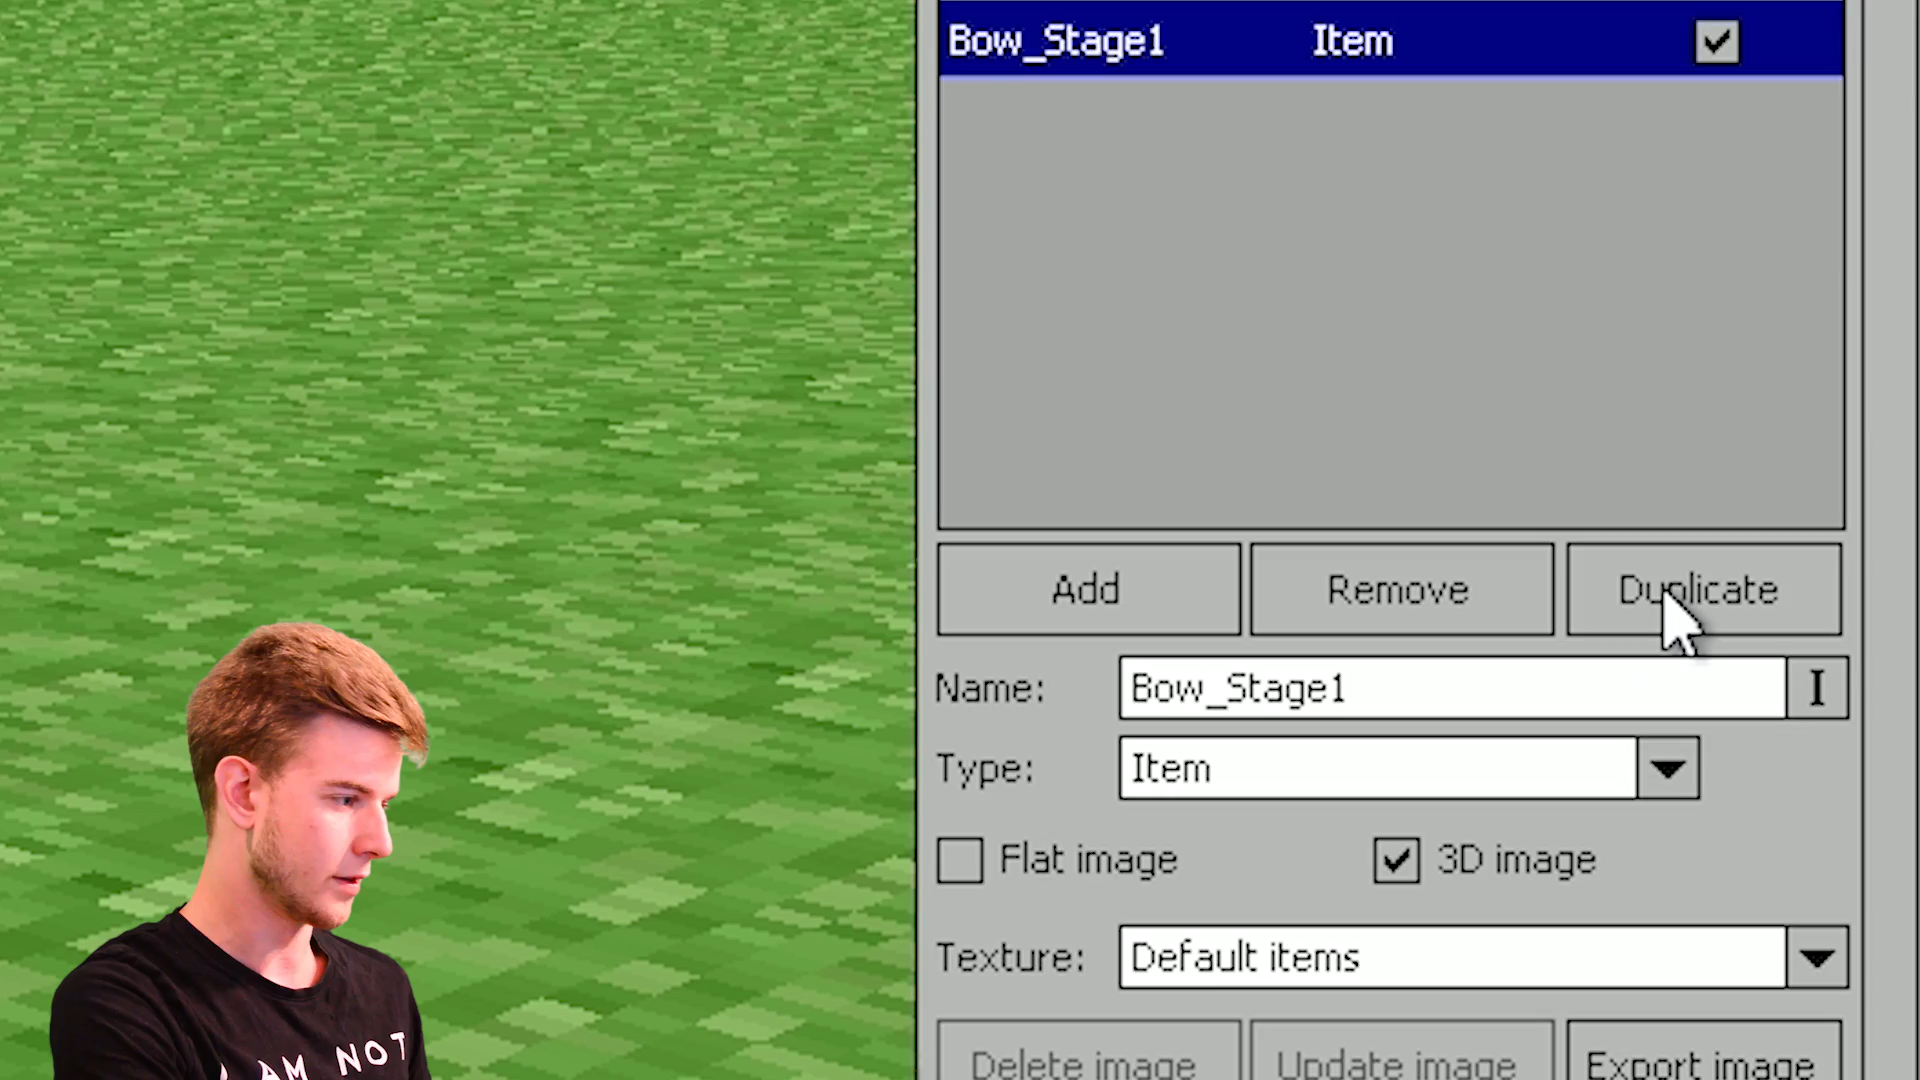 Bow_Stage1 Item
Add Remove Duplicate
Name: Bow_Stage1
Type: Item
Flat image 3D image
Texture: Default items
Delete image Update image Export image
I AM NOT